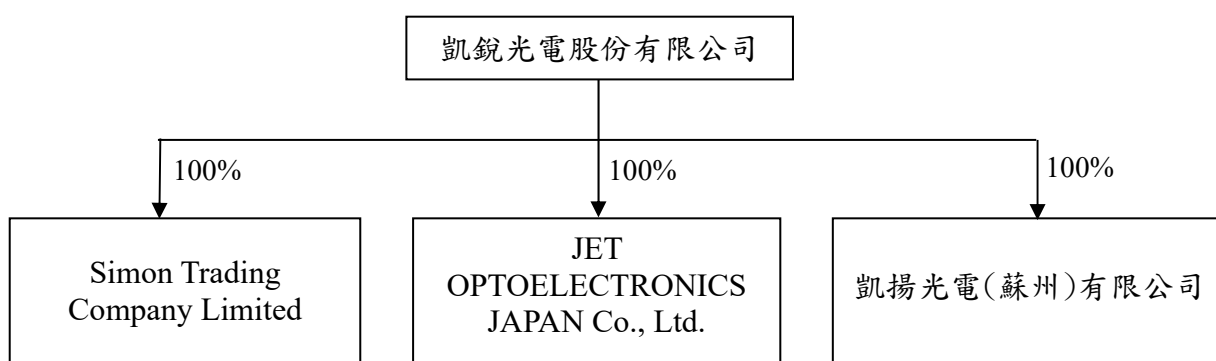 凱銳光電股份有限公司
100%
100%
100%
Simon Trading
Company Limited
JET
OPTOELECTRONICS
JAPAN Co., Ltd.
凱揚光電(蘇州)有限公司